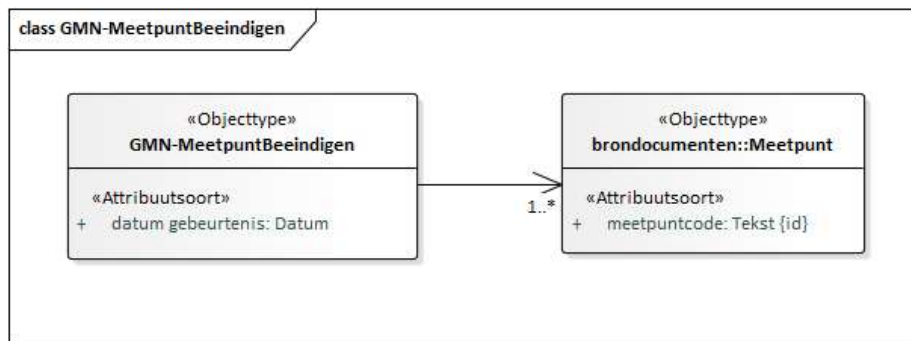 class GMN-MeetpuntBeeindigen
«Objecttype»
GMN-MeetpuntBeeindigen
«Attribuutsoort»
+ datum gebeurtenis: Datum
1..*
«Objecttype»
brondocumenten::Meetpunt
«Attribuutsoort»
+ meetpuntcode: Tekst {id}